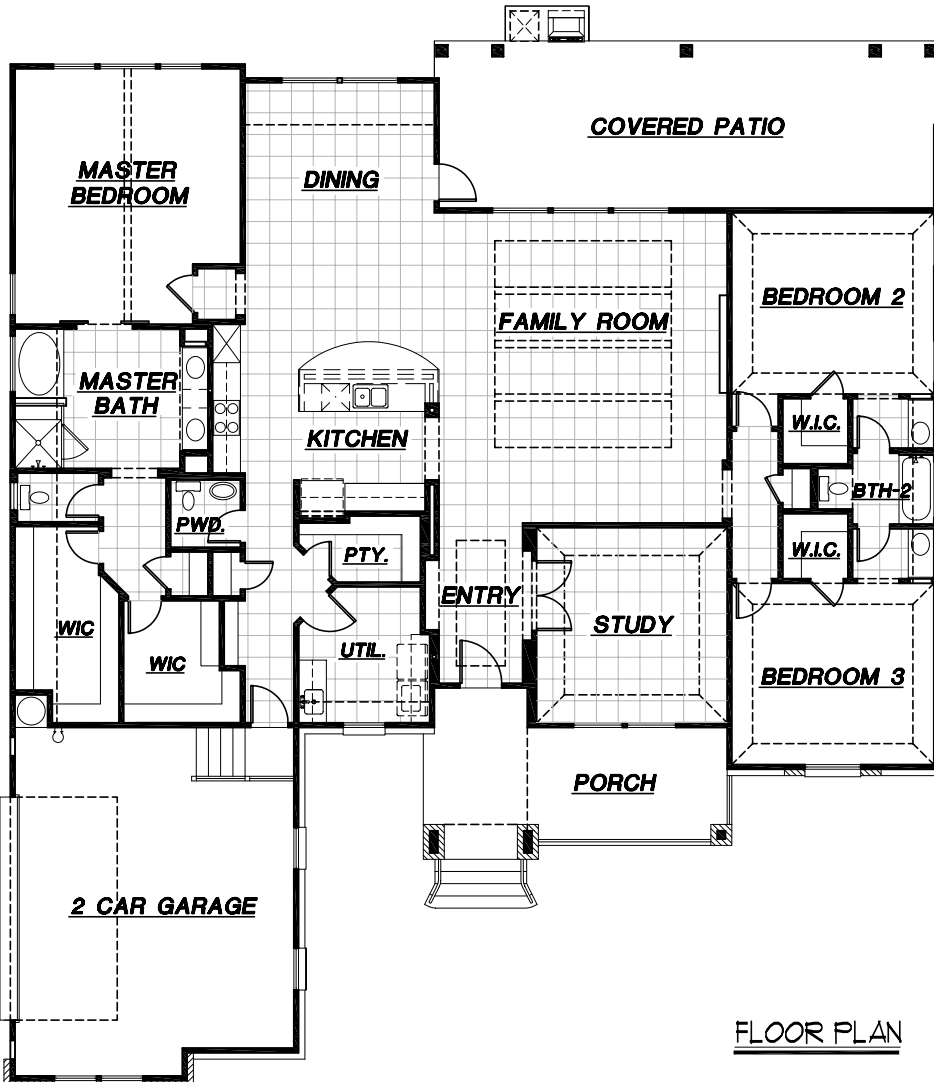 COVERED PATIO
MASTER
BEDROOM
DINING
BEDROOM 2
FAMILY ROOM
MASTER
BATH
KITCHEN
W.I.C.
BTH-2
PWD.
PTY.
W.I.C.
ENTRY
STUDY
WIC
WIC
UTIL.
BEDROOM 3
PORCH
2 CAR GARAGE
FLOOR PLAN